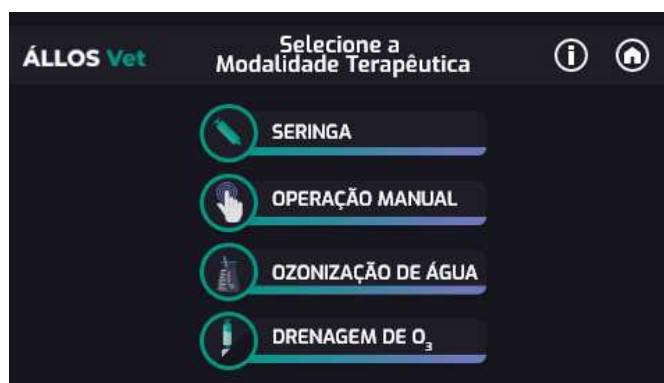 ÁLLOS Vet
Selecione a
Modalidade Terapêutica
SERINGA
OPERAÇÃO MANUAL
OZONIZAÇÃO DE ÁGUA
DRENAGEM DE O₃